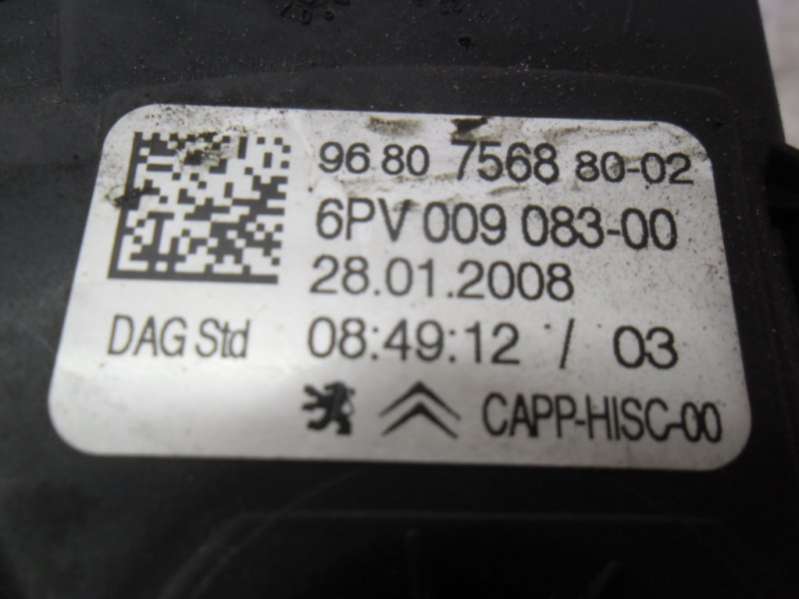 96 80 7568 80-02
6PV 009 083-00
28.01.2008
DAG Std 08:49:12 / 03
CAPP-HISC-00